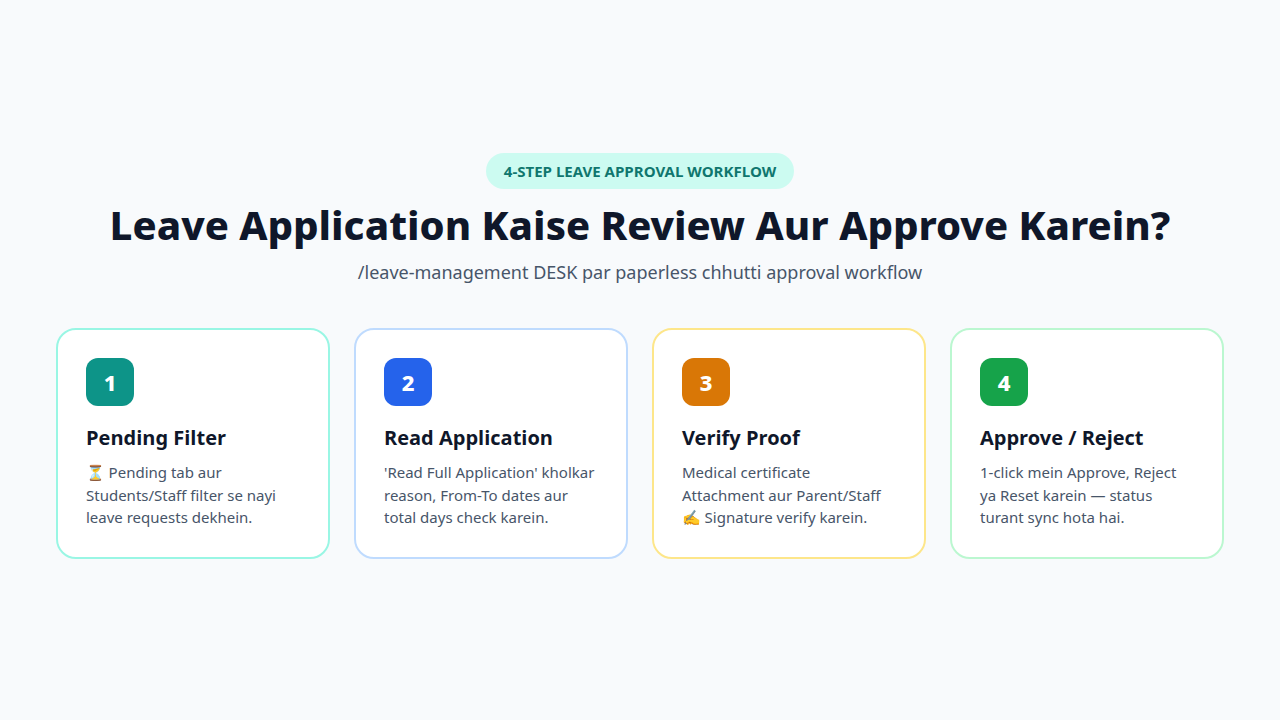 4-STEP LEAVE APPROVAL WORKFLOW
Leave Application Kaise Review Aur Approve Karein?
/leave-management DESK par paperless chhutti approval workflow
1
Pending Filter
⏳ Pending tab aur
Students/Staff filter se nayi
leave requests dekhein.
2
Read Application
'Read Full Application' kholkar
reason, From-To dates aur
total days check karein.
3
Verify Proof
Medical certificate
Attachment aur Parent/Staff
✍️ Signature verify karein.
4
Approve / Reject
1-click mein Approve, Reject
ya Reset karein — status
turant sync hota hai.